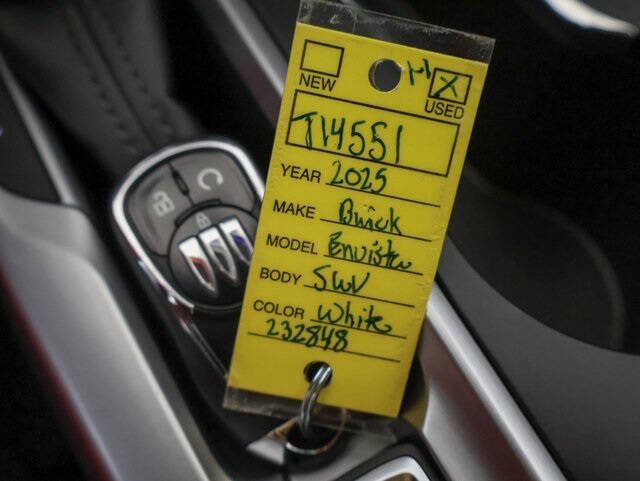 NEW USED
T14551
YEAR 2025
MAKE Buick
MODEL Envista
BODY SUV
COLOR White
232848